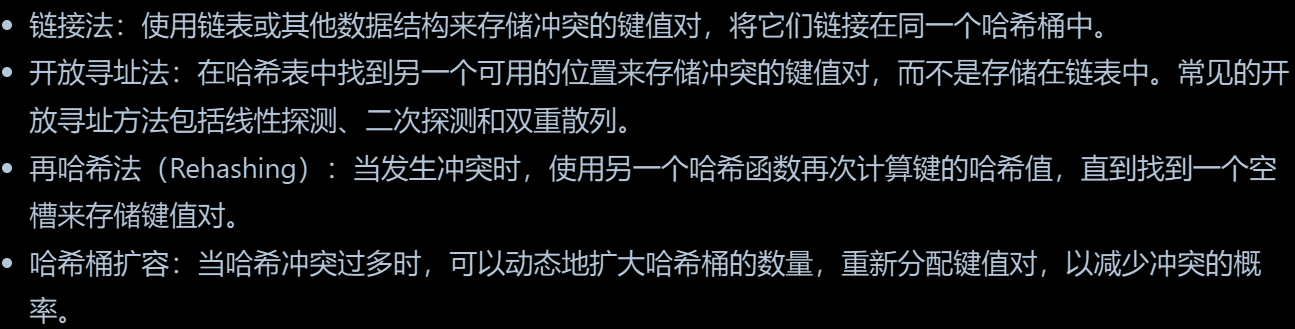 • 链接法：使用链表或其他数据结构来存储冲突的键值对，将它们链接在同一个哈希桶中。
• 开放寻址法：在哈希表中找到另一个可用的位置来存储冲突的键值对，而不是存储在链表中。常见的开
放寻址方法包括线性探测、二次探测和双重散列。
• 再哈希法（Rehashing）：当发生冲突时，使用另一个哈希函数再次计算键的哈希值，直到找到一个空
槽来存储键值对。
• 哈希桶扩容：当哈希冲突过多时，可以动态地扩大哈希桶的数量，重新分配键值对，以减少冲突的概
率。